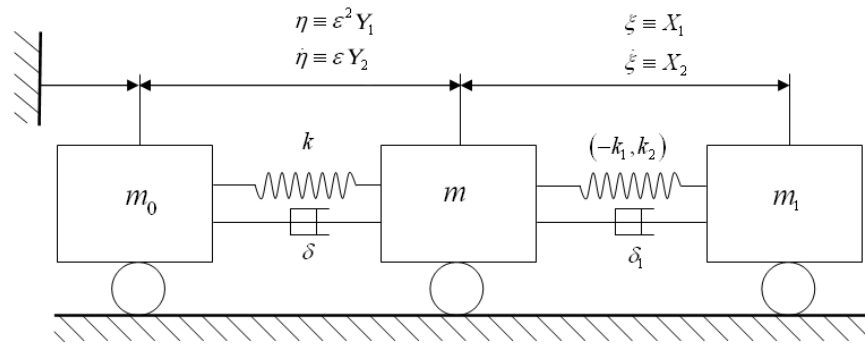 η ≡ ε²Y₁
η̇ ≡ εY₂
ξ ≡ X₁
ξ̇ ≡ X₂
k
(−k₁, k₂)
m₀
m
m₁
δ
δ₁